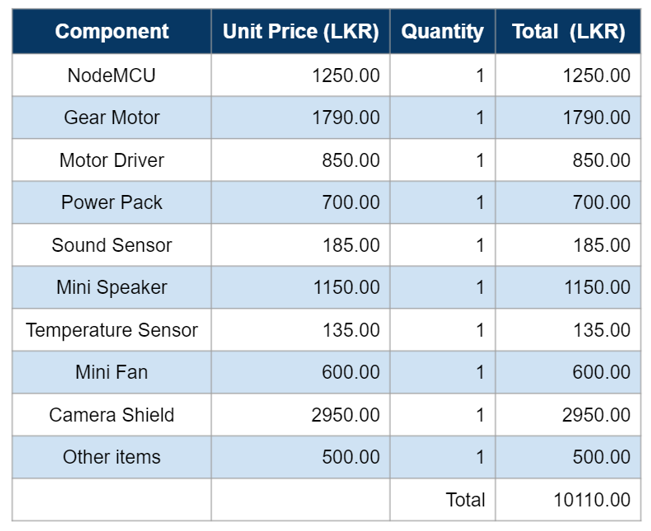 Component Unit Price (LKR) Quantity Total (LKR)
NodeMCU 1250.00 1 1250.00
Gear Motor 1790.00 1 1790.00
Motor Driver 850.00 1 850.00
Power Pack 700.00 1 700.00
Sound Sensor 185.00 1 185.00
Mini Speaker 1150.00 1 1150.00
Temperature Sensor 135.00 1 135.00
Mini Fan 600.00 1 600.00
Camera Shield 2950.00 1 2950.00
Other items 500.00 1 500.00
Total 10110.00